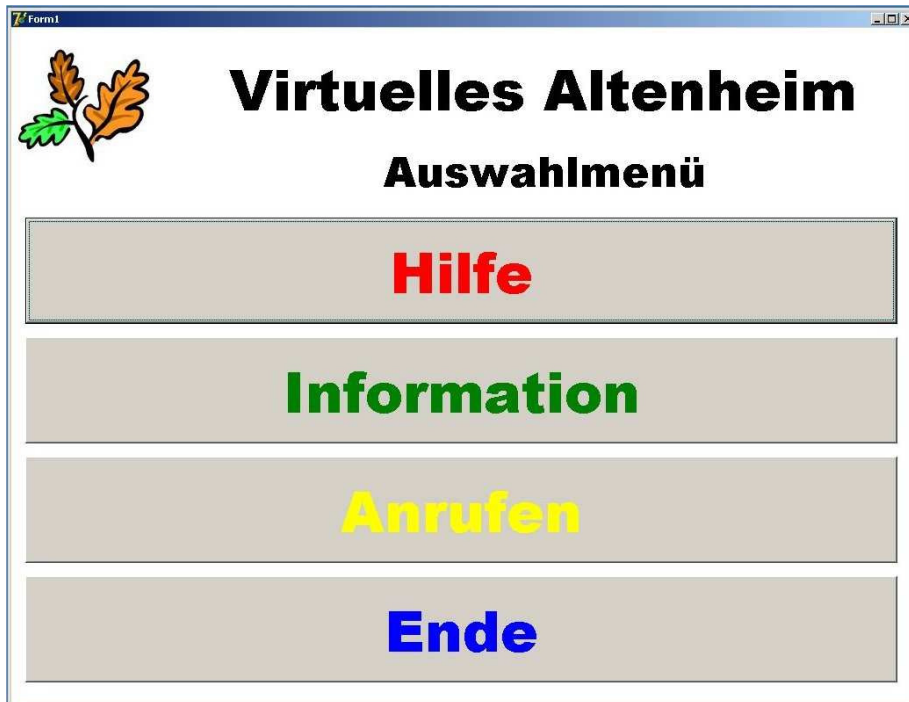 Form1
Virtuelles Altenheim
Auswahlmenü
Hilfe
Information
Anrufen
Ende